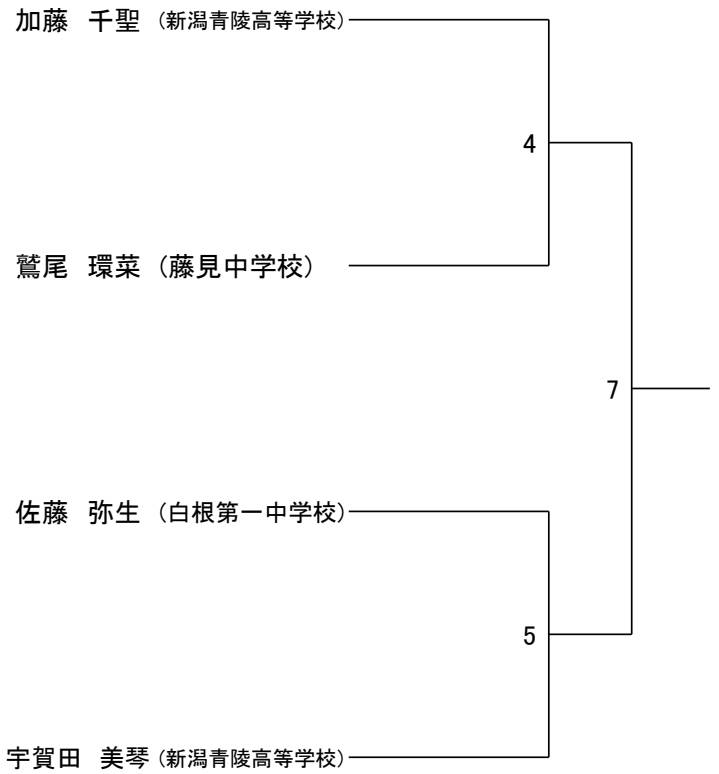 加藤　千聖（新潟青陵高等学校）
4
鷲尾　環菜（藤見中学校）
7
佐藤　弥生（白根第一中学校）
5
宇賀田　美琴（新潟青陵高等学校）